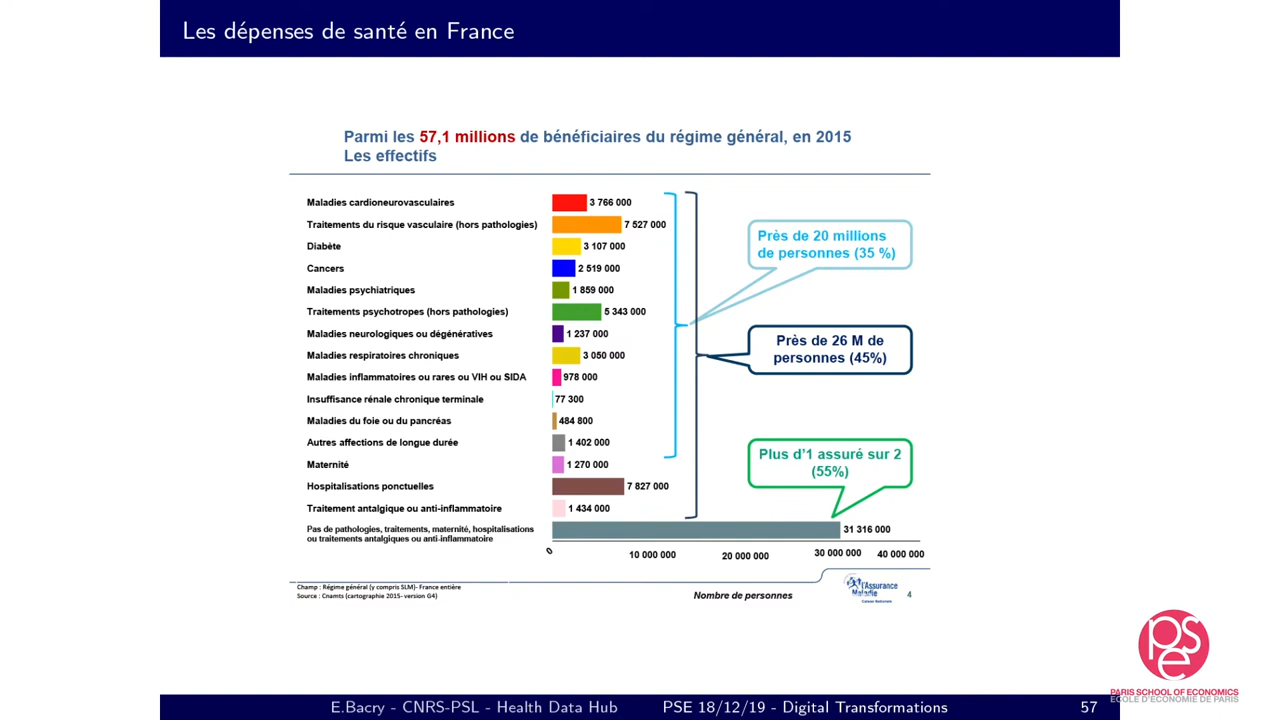 Les dépenses de santé en France
Parmi les 57,1 millions de bénéficiaires du régime général, en 2015
Les effectifs
Maladies cardioneurovasculaires 3 766 000
Traitements du risque vasculaire (hors pathologies) 7 527 000
Diabète 3 107 000
Cancers 2 519 000
Maladies psychiatriques 1 859 000
Traitements psychotropes (hors pathologies) 5 343 000
Maladies neurologiques ou dégénératives 1 237 000
Maladies respiratoires chroniques 3 050 000
Maladies inflammatoires ou rares ou VIH ou SIDA 978 000
Insuffisance rénale chronique terminale 77 300
Maladies du foie ou du pancréas 484 800
Autres affections de longue durée 1 402 000
Maternité 1 270 000
Hospitalisations ponctuelles 7 827 000
Traitement antalgique ou anti-inflammatoire 1 434 000
Pas de pathologies, traitements, maternité, hospitalisations
ou traitements antalgiques ou anti-inflammatoire
31 316 000
Près de 20 millions
de personnes (35 %)
Près de 26 M de
personnes (45%)
Plus d'1 assuré sur 2
(55%)
0 10 000 000 20 000 000 30 000 000 40 000 000
Nombre de personnes
Champ : Régime général (y compris SLM)- France entière
Source : Cnamts (cartographie 2015- version G4)
l'Assurance
Maladie
Caisse Nationale
4
pse
PARIS SCHOOL OF ECONOMICS
ECOLE D'ECONOMIE DE PARIS
E.Bacry - CNRS-PSL - Health Data Hub PSE 18/12/19 - Digital Transformations 57